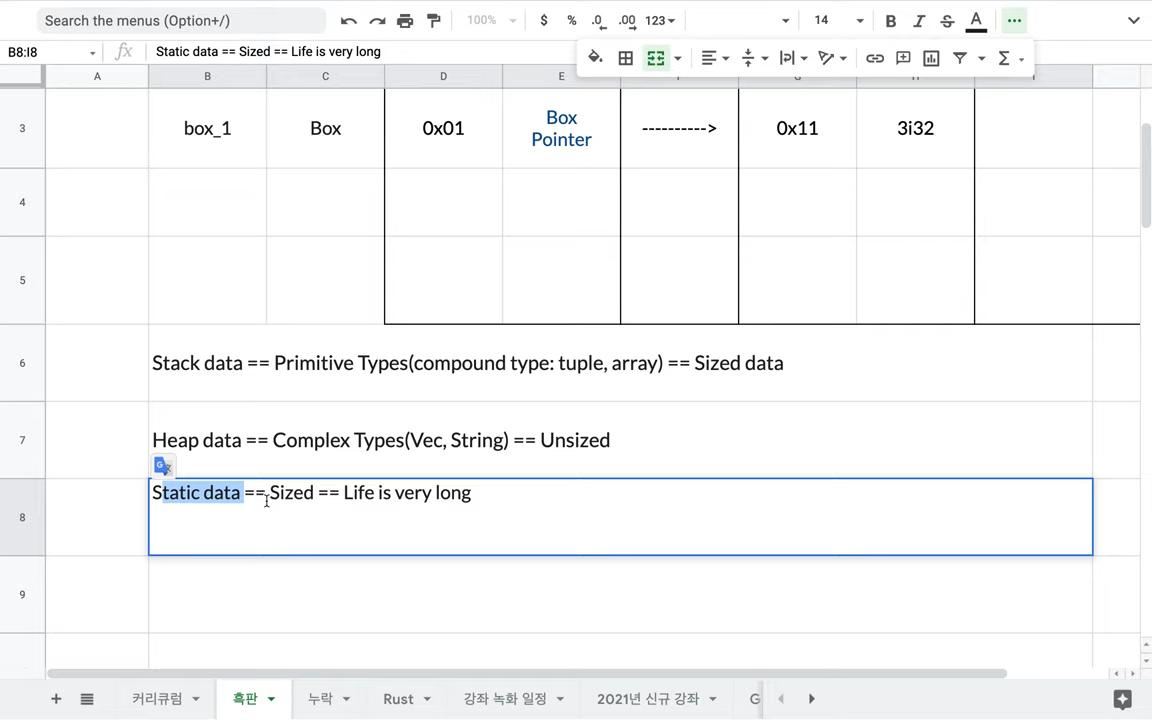 Search the menus (Option+/)
100%
$ % .0 .00 123
14
B I S A
B8:I8 fx Static data == Sized == Life is very long
A B C D E I
3 box_1 Box 0x01 Box Pointer ----------> 0x11 3i32
4
5
6 Stack data == Primitive Types(compound type: tuple, array) == Sized data
7 Heap data == Complex Types(Vec, String) == Unsized
8 Static data == Sized == Life is very long
9
+ 커리큘럼 흑판 누락 Rust 강좌 녹화 일정 2021년 신규 강좌 G